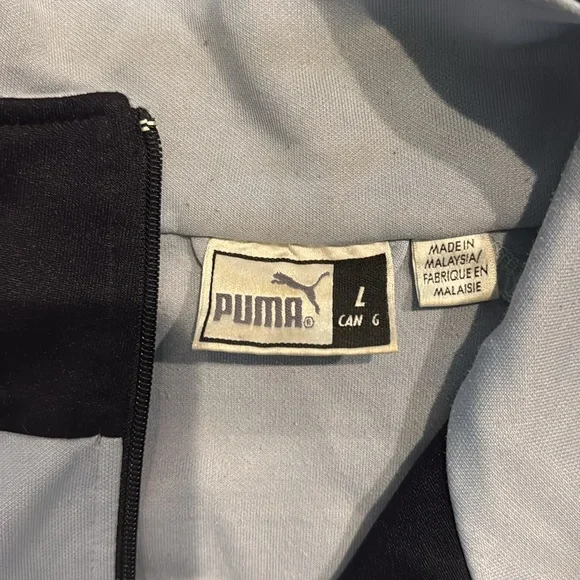 PUMA®
L
CAN G
MADE IN
MALAYSIA/
FABRIQUE EN
MALAISIE